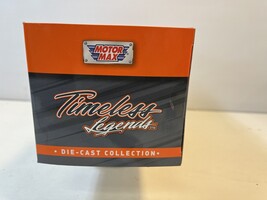 MOTOR
MAX
Timeless
Legends
• DIE-CAST COLLECTION •